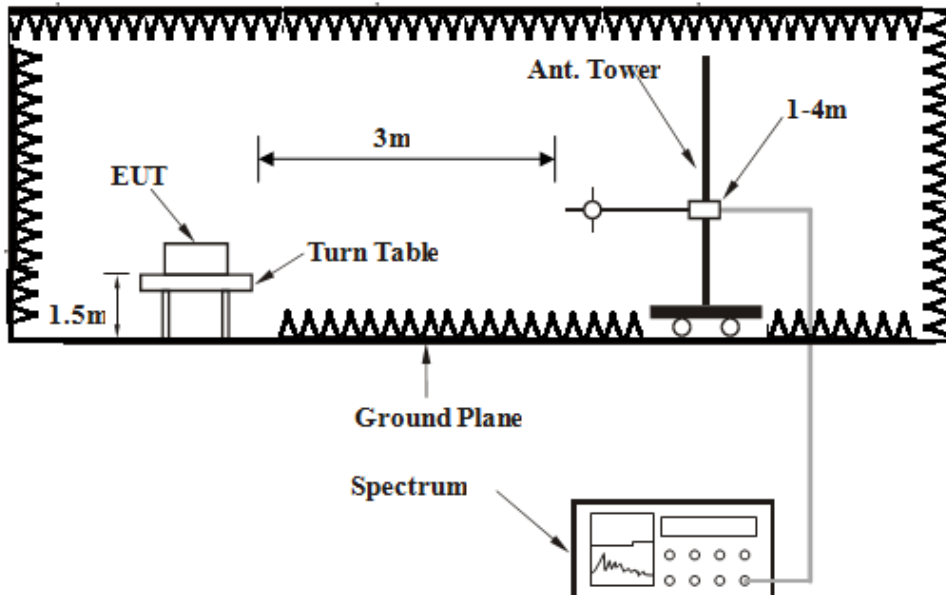 Ant. Tower
1-4m
3m
EUT
Turn Table
1.5m
Ground Plane
Spectrum